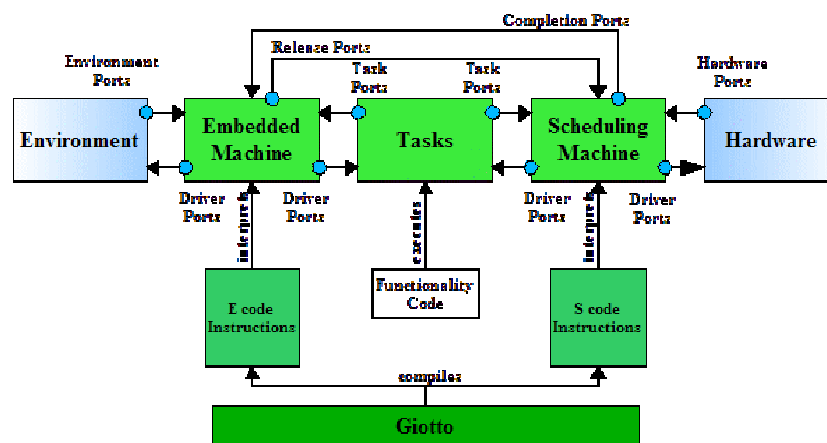 Completion Ports
Release Ports
Environment
Ports
Task
Ports
Task
Ports
Hardware
Ports
Environment
Embedded
Machine
Tasks
Scheduling
Machine
Hardware
Driver
Ports
Driver
Ports
Driver
Ports
Driver
Ports
interprets
executes
interprets
E code
Instructions
Functionality
Code
S code
Instructions
compiles
Giotto